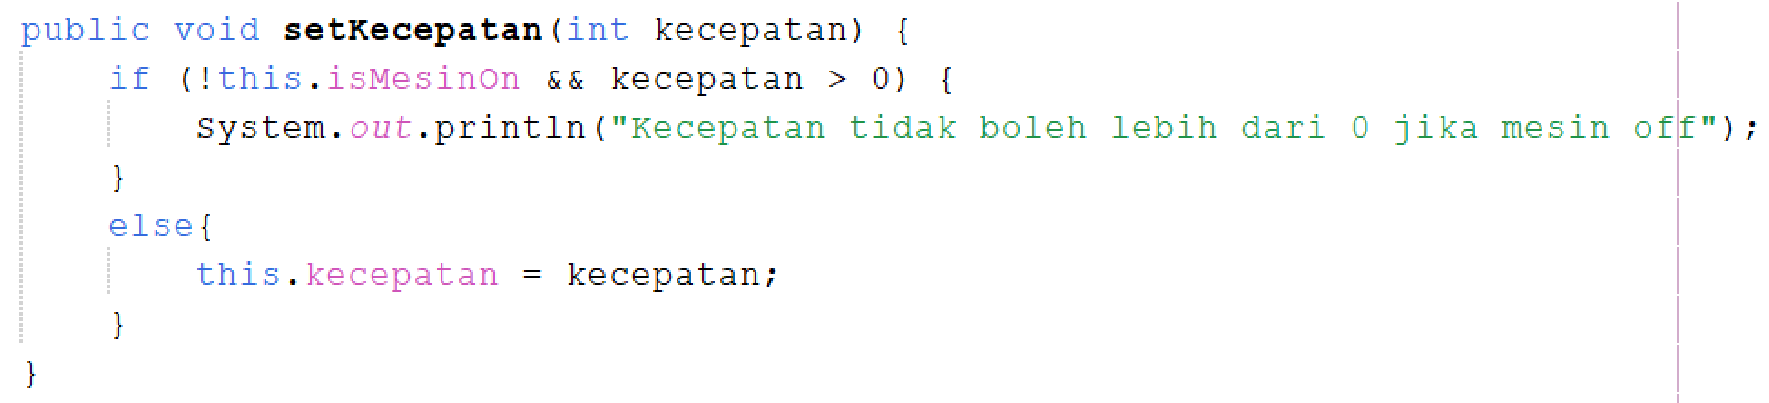 public void setKecepatan(int kecepatan) {
    if (!this.isMesinOn && kecepatan > 0) {
        System.out.println("Kecepatan tidak boleh lebih dari 0 jika mesin off");
    }
    else{
        this.kecepatan = kecepatan;
    }
}